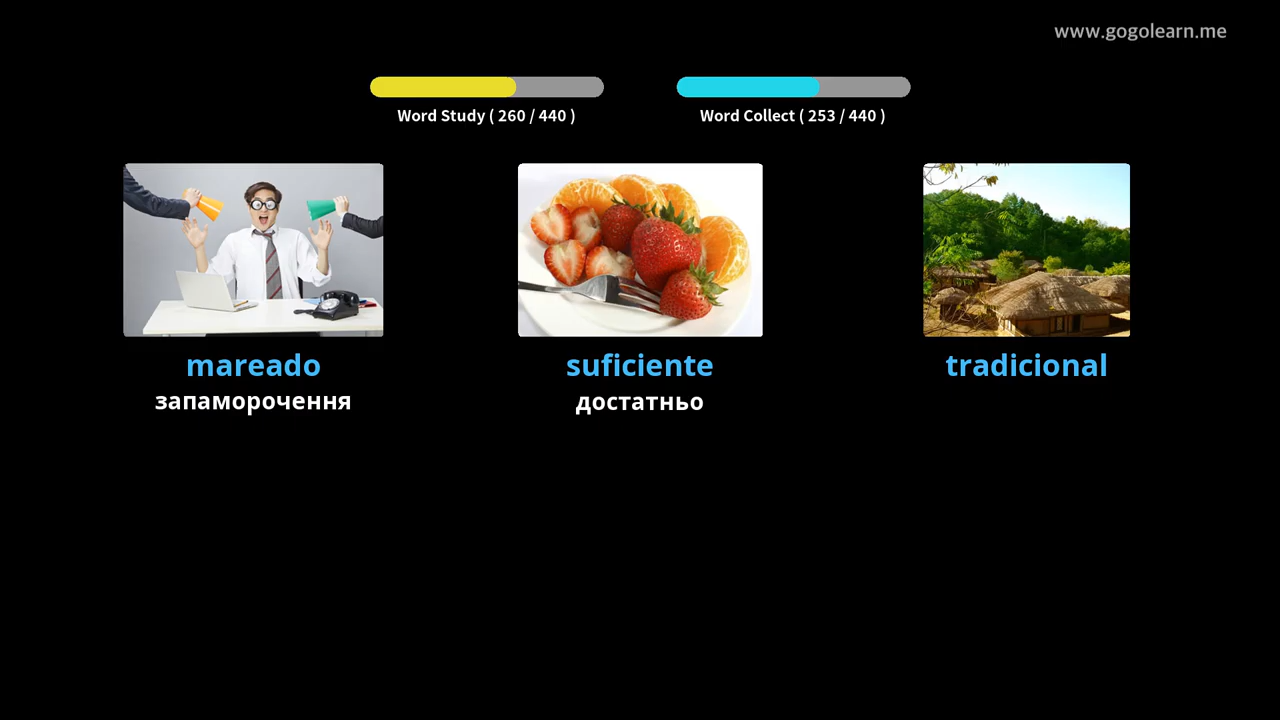 www.gogolearn.me
Word Study ( 260 / 440 )
Word Collect ( 253 / 440 )
mareado
suficiente
tradicional
запаморочення
достатньо